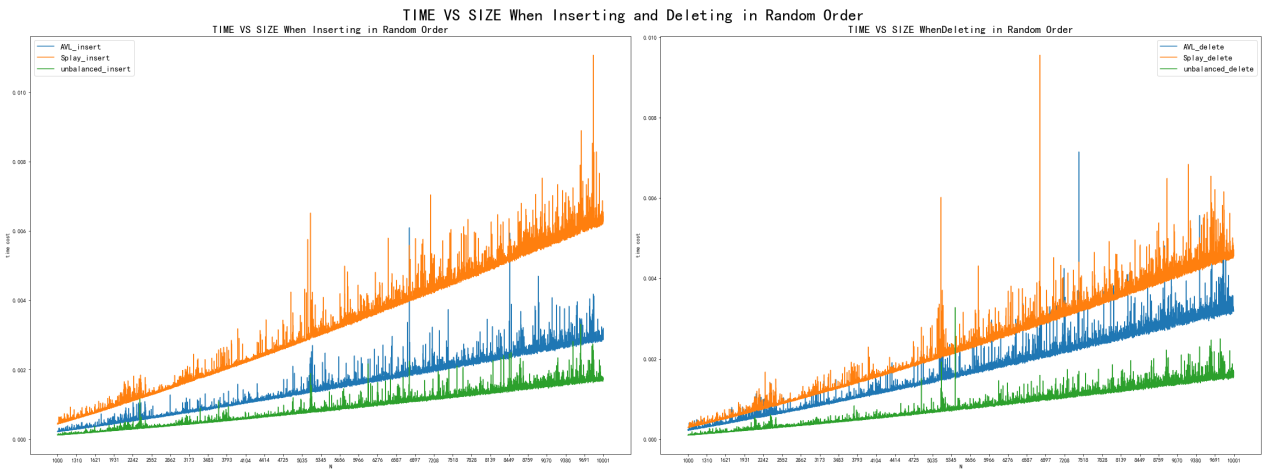 TIME VS SIZE When Inserting and Deleting in Random Order
TIME VS SIZE When Inserting in Random Order
AVL_insert
Splay_insert
unbalanced_insert
0.010
0.008
0.006
0.004
0.002
0.000
time cost
1000 1310 1621 1931 2242 2552 2862 3173 3483 3793 4104 4414 4725 5035 5345 5656 5966 6276 6587 6897 7208 7518 7828 8139 8449 8759 9070 9380 9691 10001
N
TIME VS SIZE WhenDeleting in Random Order
AVL_delete
Splay_delete
unbalanced_delete
0.010
0.008
0.006
0.004
0.002
0.000
time cost
1000 1310 1621 1931 2242 2552 2862 3173 3483 3793 4104 4414 4725 5035 5345 5656 5966 6276 6587 6897 7208 7518 7828 8139 8449 8759 9070 9380 9691 10001
N